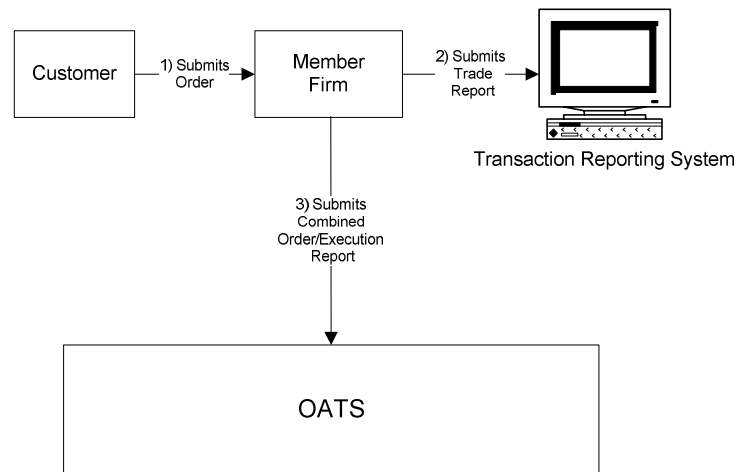 Customer
1) Submits
Order
Member
Firm
2) Submits
Trade
Report
Transaction Reporting System
3) Submits
Combined
Order/Execution
Report
OATS